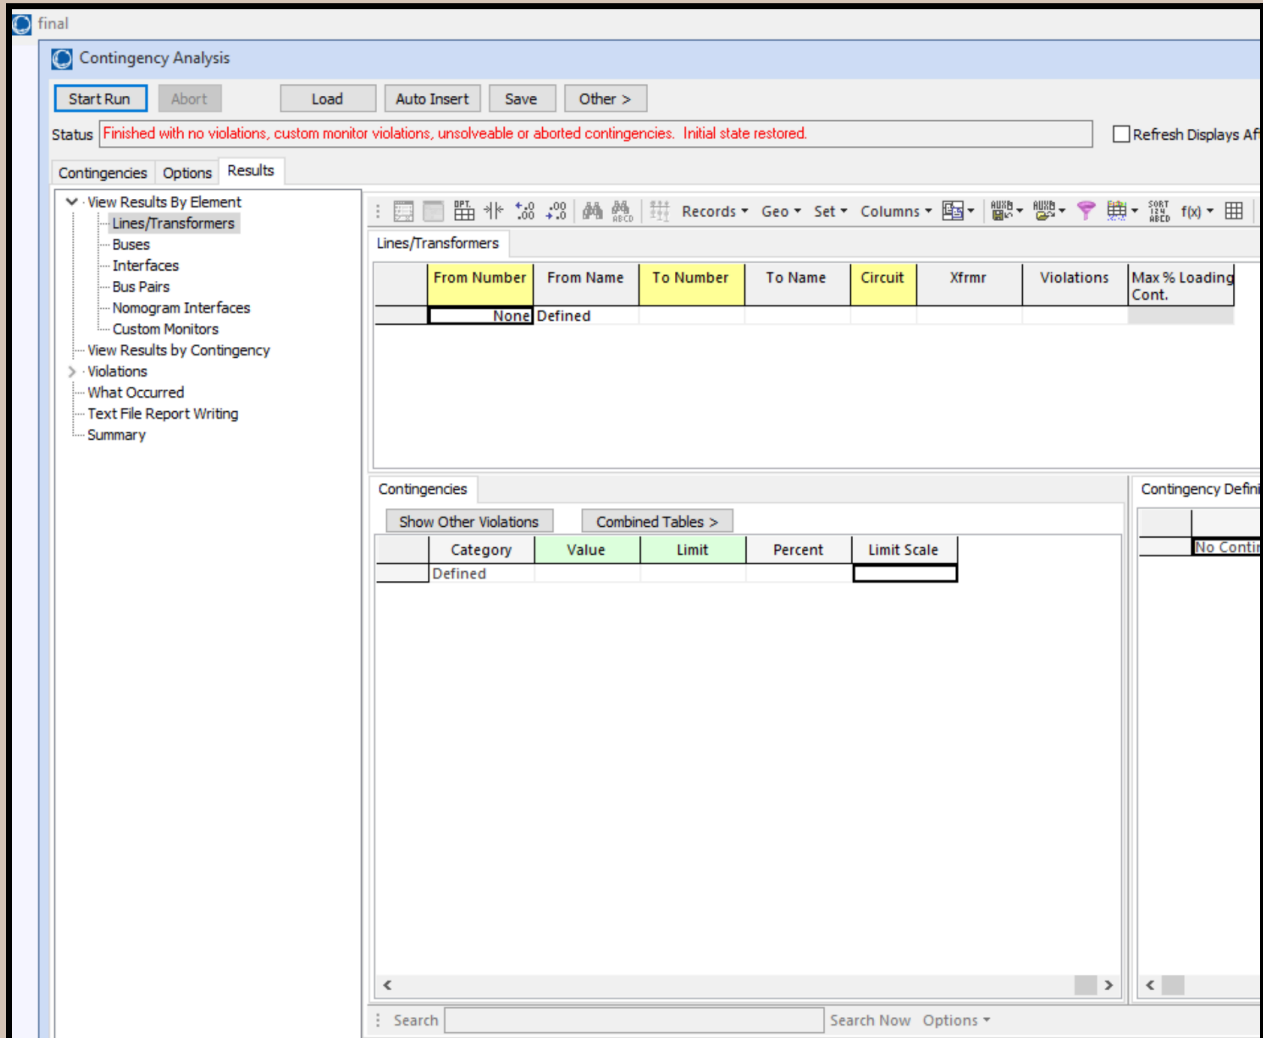 final
Contingency Analysis
Start Run Abort Load Auto Insert Save Other >
Status Finished with no violations, custom monitor violations, unsolveable or aborted contingencies. Initial state restored. Refresh Displays Af
Contingencies Options Results
View Results By Element
Lines/Transformers
Buses
Interfaces
Bus Pairs
Nomogram Interfaces
Custom Monitors
View Results by Contingency
Violations
What Occurred
Text File Report Writing
Summary
Records Geo Set Columns SORT 124 ABCD f(x)
Lines/Transformers
From Number From Name To Number To Name Circuit Xfrmr Violations Max % Loading
Cont.
None Defined
Contingencies
Show Other Violations Combined Tables >
Category Value Limit Percent Limit Scale
Defined
Contingency Defini
No Contin
Search Search Now Options